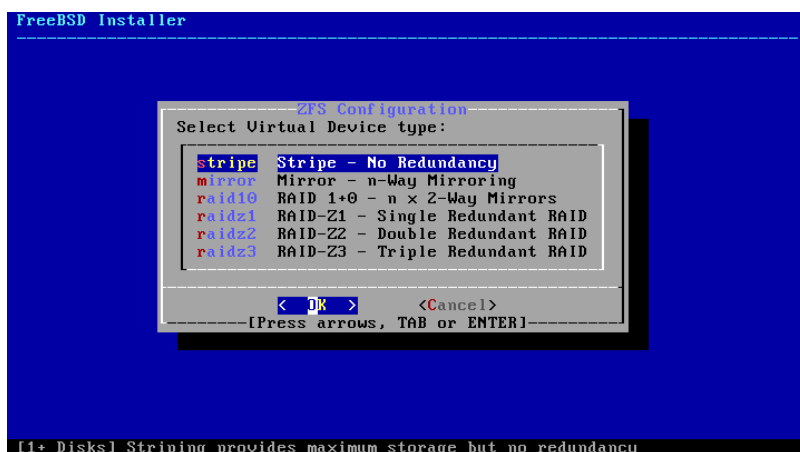 FreeBSD Installer
ZFS Configuration
Select Virtual Device type:
stripe Stripe - No Redundancy
mirror Mirror - n-Way Mirroring
raid10 RAID 1+0 - n x 2-Way Mirrors
raidz1 RAID-Z1 - Single Redundant RAID
raidz2 RAID-Z2 - Double Redundant RAID
raidz3 RAID-Z3 - Triple Redundant RAID
< OK > <Cancel>
[Press arrows, TAB or ENTER]
[1+ Disks] Striping provides maximum storage but no redundancy